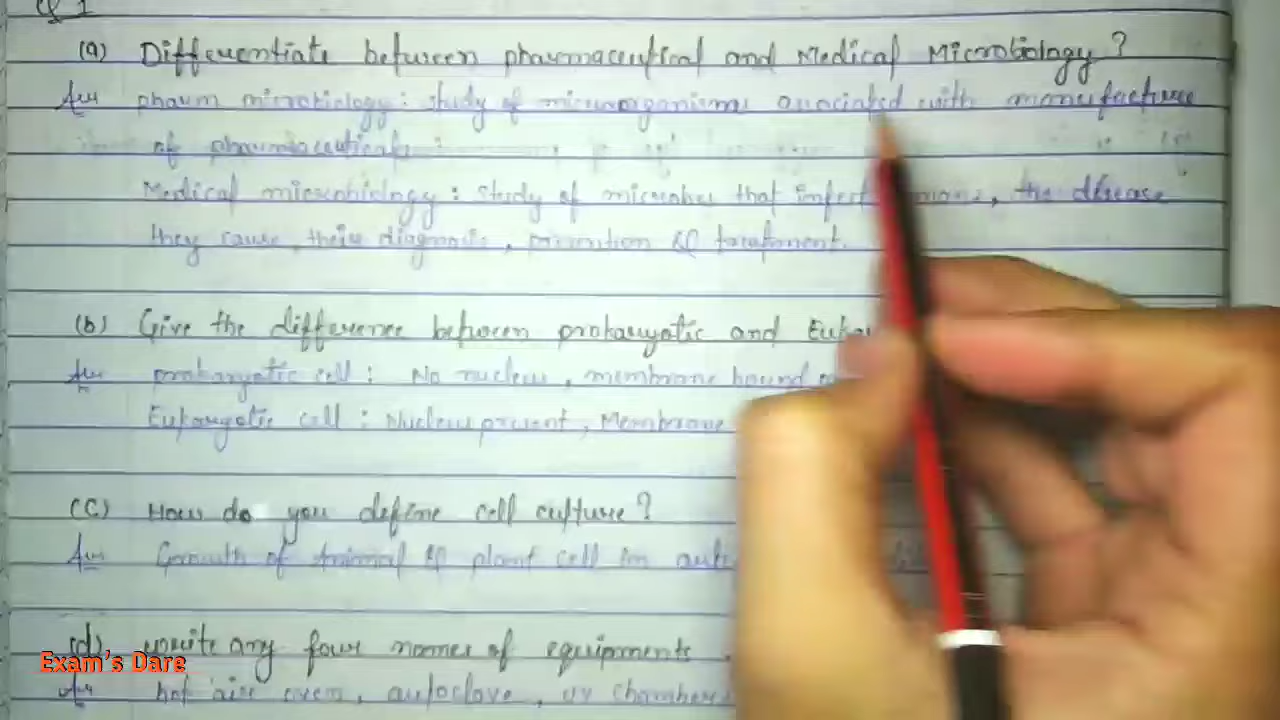 Q 1
(a) Differentiate between pharmaceutical and Medical Microbiology?
Ans pharm microbiology: study of microorganisms associated with manufacture
of pharmaceuticals
Medical microbiology: study of microbes that infect the disease
they cause, their diagnosis, prevention & treatment.
(b) Give the difference between prokaryotic and
Ans prokaryotic cell: No nucleus, membrane bound
Eukaryotic cell: Nucleus present, Membrane
(C) How do you define cell culture?
Ans Growth of Animal & plant cell in
(d) write any four names of equipments
Exam's Dare
Ans hot air oven, autoclave, uv chamber